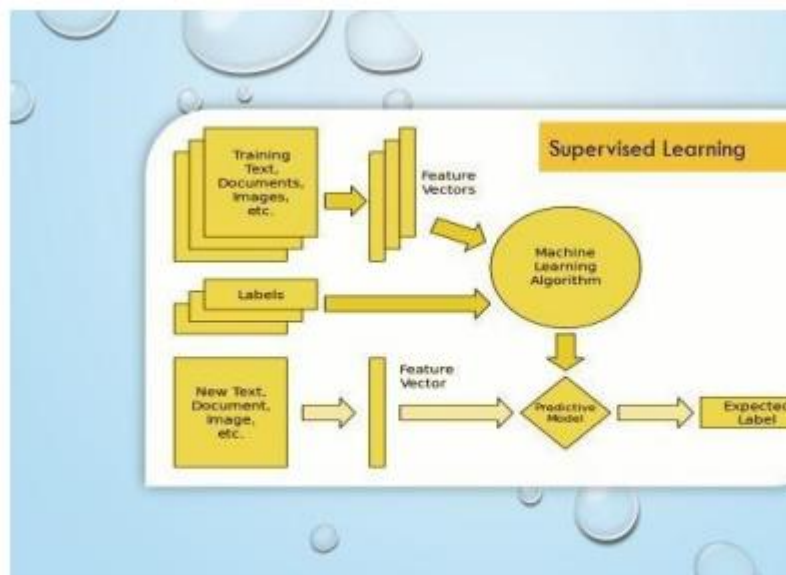 Supervised Learning
Training
Text,
Documents,
Images,
etc.
Feature
Vectors
Machine
Learning
Algorithm
Labels
New Text,
Document,
Image,
etc.
Feature
Vector
Predictive
Model
Expected
Label